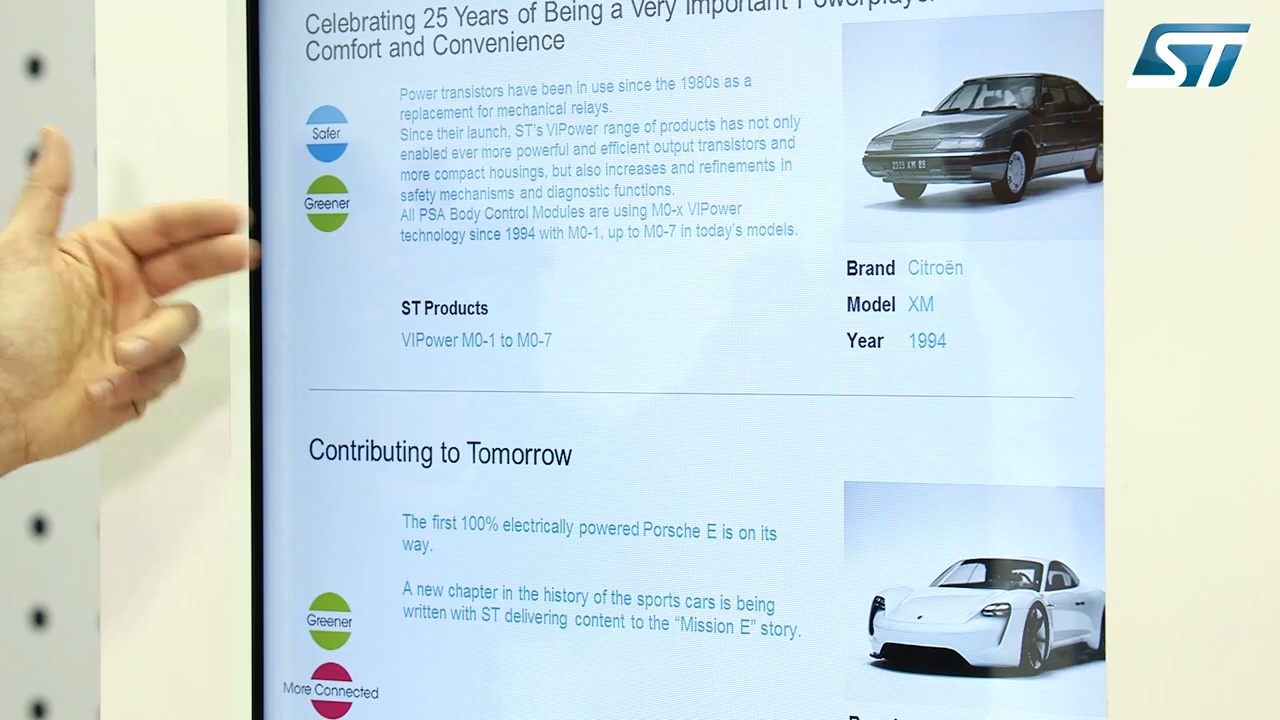 ST
Celebrating 25 Years of Being a Very Important Powerplayer
Comfort and Convenience
Power transistors have been in use since the 1980s as a
replacement for mechanical relays.
Since their launch, ST's VIPower range of products has not only
enabled ever more powerful and efficient output transistors and
more compact housings, but also increases and refinements in
safety mechanisms and diagnostic functions.
All PSA Body Control Modules are using M0-x VIPower
technology since 1994 with M0-1, up to M0-7 in today's models.
Safer
Greener
ST Products
VIPower M0-1 to M0-7
Brand Citroën
Model XM
Year 1994
Contributing to Tomorrow
The first 100% electrically powered Porsche E is on its
way.
A new chapter in the history of the sports cars is being
written with ST delivering content to the “Mission E” story.
Greener
More Connected